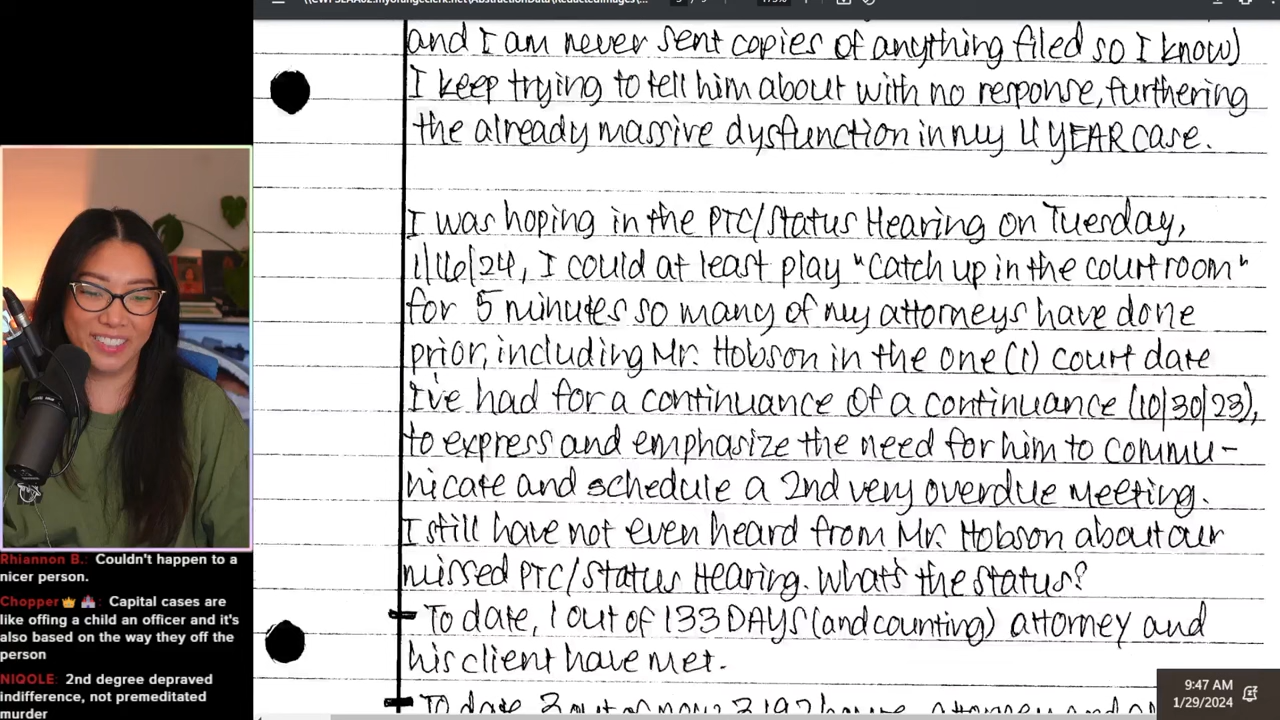 and I am never sent copies of anything filed so I know)
I keep trying to tell him about with no response, furthering
the already massive dysfunction in my 4 YEAR case.
I was hoping in the PTC/Status Hearing on Tuesday,
1/16/24, I could at least play "catch up in the courtroom"
for 5 minutes so many of my attorneys have done
prior, including Mr. Hobson in the one (1) court date
I've had for a continuance of a continuance (10/30/23),
to express and emphasize the need for him to commu-
nicate and schedule a 2nd very overdue meeting.
I still have not even heard from Mr. Hobson about our
missed PTC/Status Hearing. What's the status?
- To date, 1 out of 133 DAYS (and counting) attorney and
his client have met.
Rhiannon B.: Couldn't happen to a
nicer person.
Chopper: Capital cases are
like offing a child an officer and it's
also based on the way they off the
person
NIQOLE: 2nd degree depraved
indifference, not premeditated
murder
9:47 AM
1/29/2024